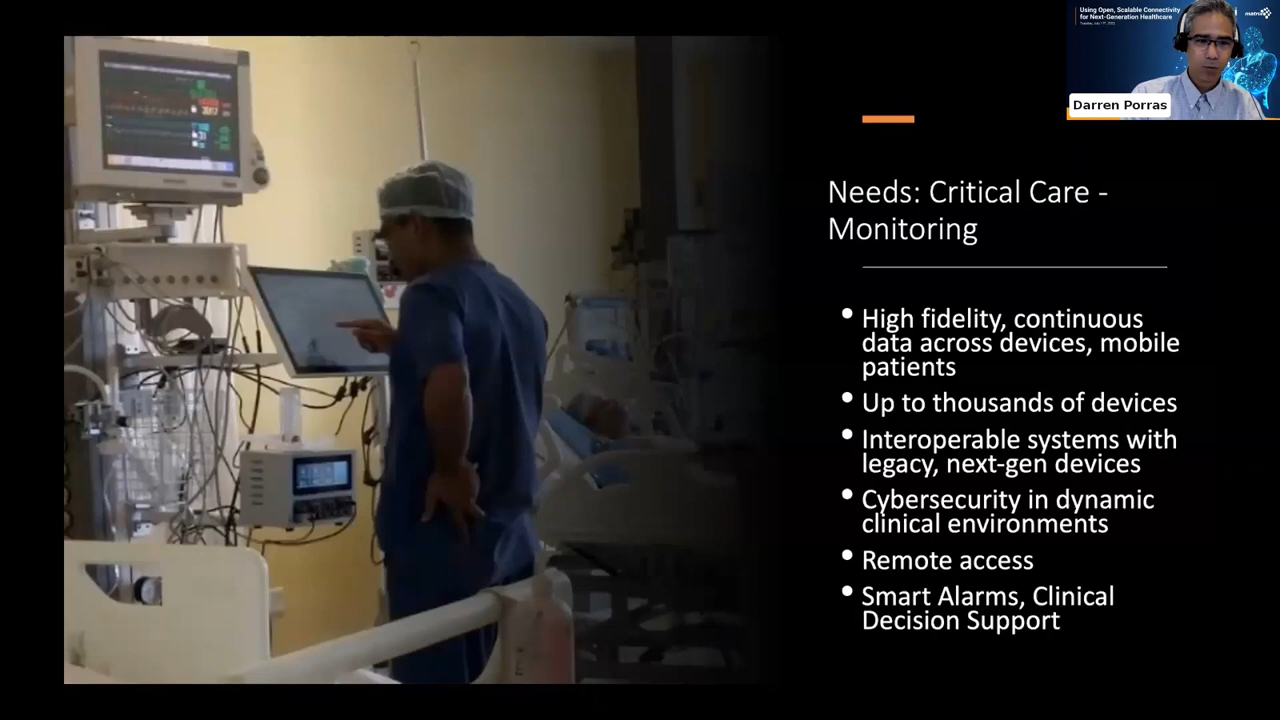 Using Open, Scalable Connectivity
for Next-Generation Healthcare
Darren Porras
Needs: Critical Care -
Monitoring
• High fidelity, continuous
data across devices, mobile
patients
• Up to thousands of devices
• Interoperable systems with
legacy, next-gen devices
• Cybersecurity in dynamic
clinical environments
• Remote access
• Smart Alarms, Clinical
Decision Support